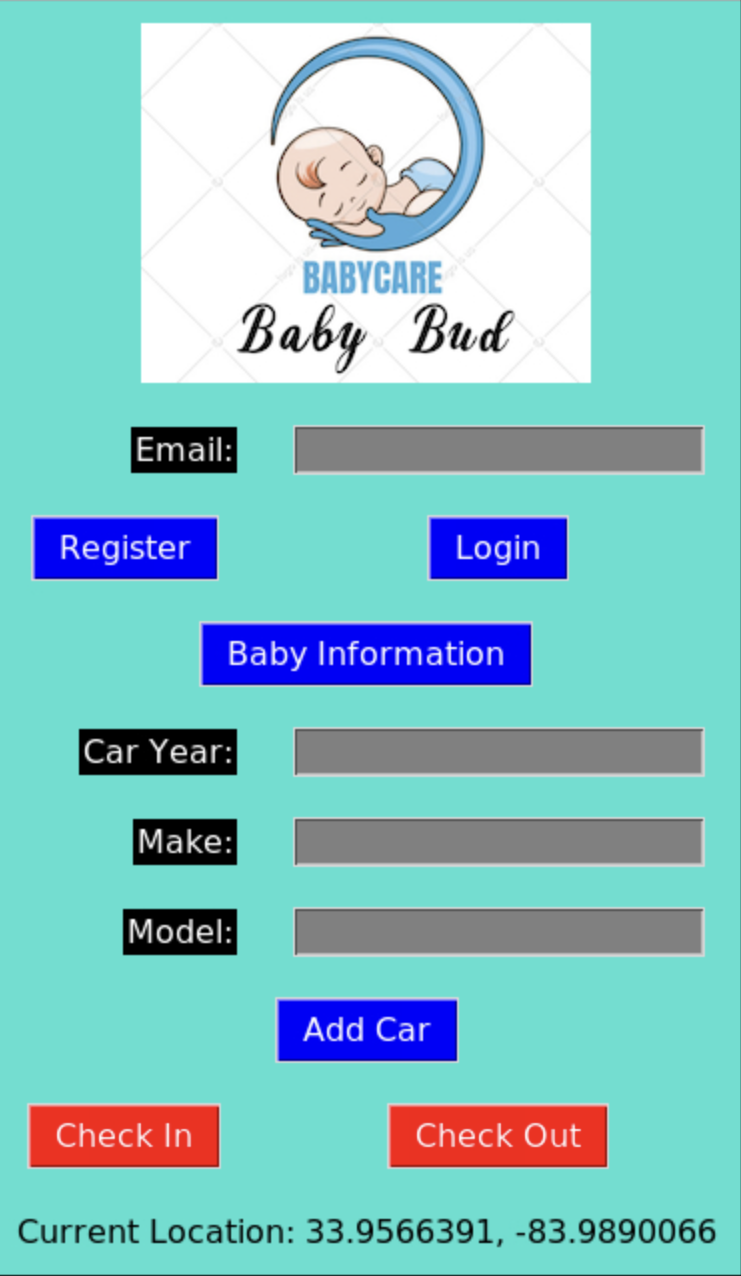 BABYCARE
Baby Bud
Email:
Register Login
Baby Information
Car Year:
Make:
Model:
Add Car
Check In Check Out
Current Location: 33.9566391, -83.9890066